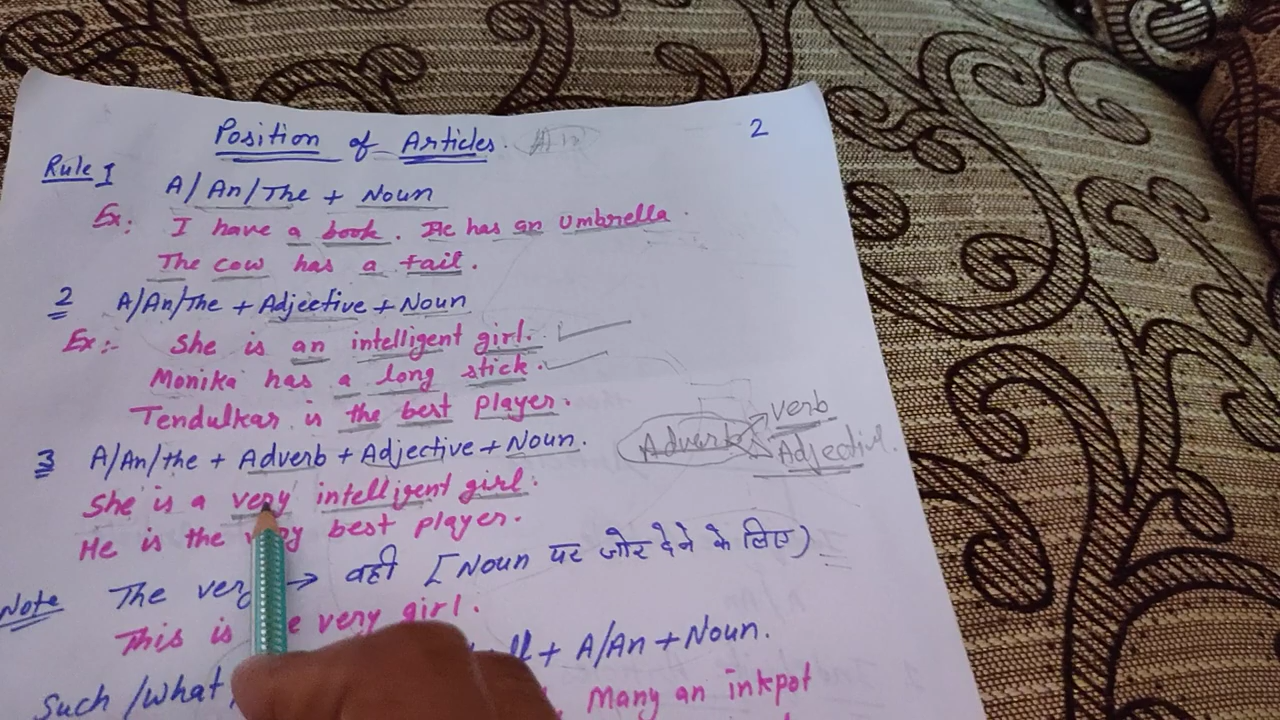 Position of Articles. 2
Rule 1
A/An/The + Noun
Ex: I have a book. He has an umbrella.
The cow has a tail.
2 A/An/The + Adjective + Noun
Ex:- She is an intelligent girl.
Monika has a long stick.
Tendulkar is the best player.
3 A/An/the + Adverb + Adjective + Noun.
Adverb verb
Adjective.
She is a very intelligent girl.
He is the very best player.
Note The very → वही [Noun पर जोर देने के लिए)
This is very girl.
Such /what + A/An + Noun.
Many an inkpot